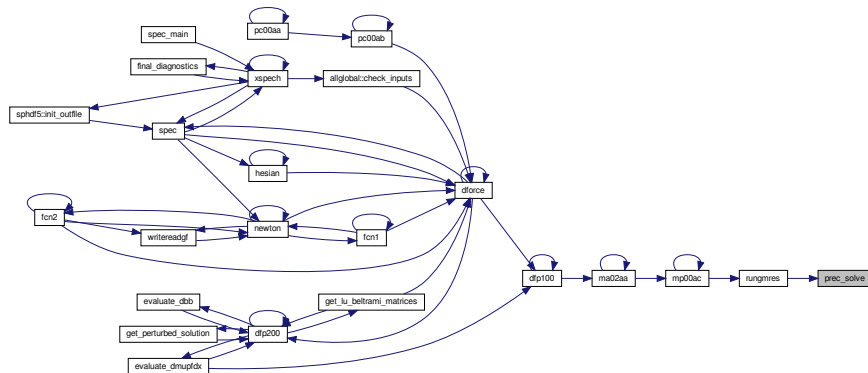 spec_main
pc00aa
pc00ab
final_diagnostics
xspech
allglobal::check_inputs
sphdf5::init_outfile
spec
hesian
dforce
fcn2
writereadgf
newton
fcn1
dfp100
ma02aa
mp00ac
rungmres
prec_solve
evaluate_dbb
get_lu_beltrami_matrices
get_perturbed_solution
dfp200
evaluate_dmupfdx